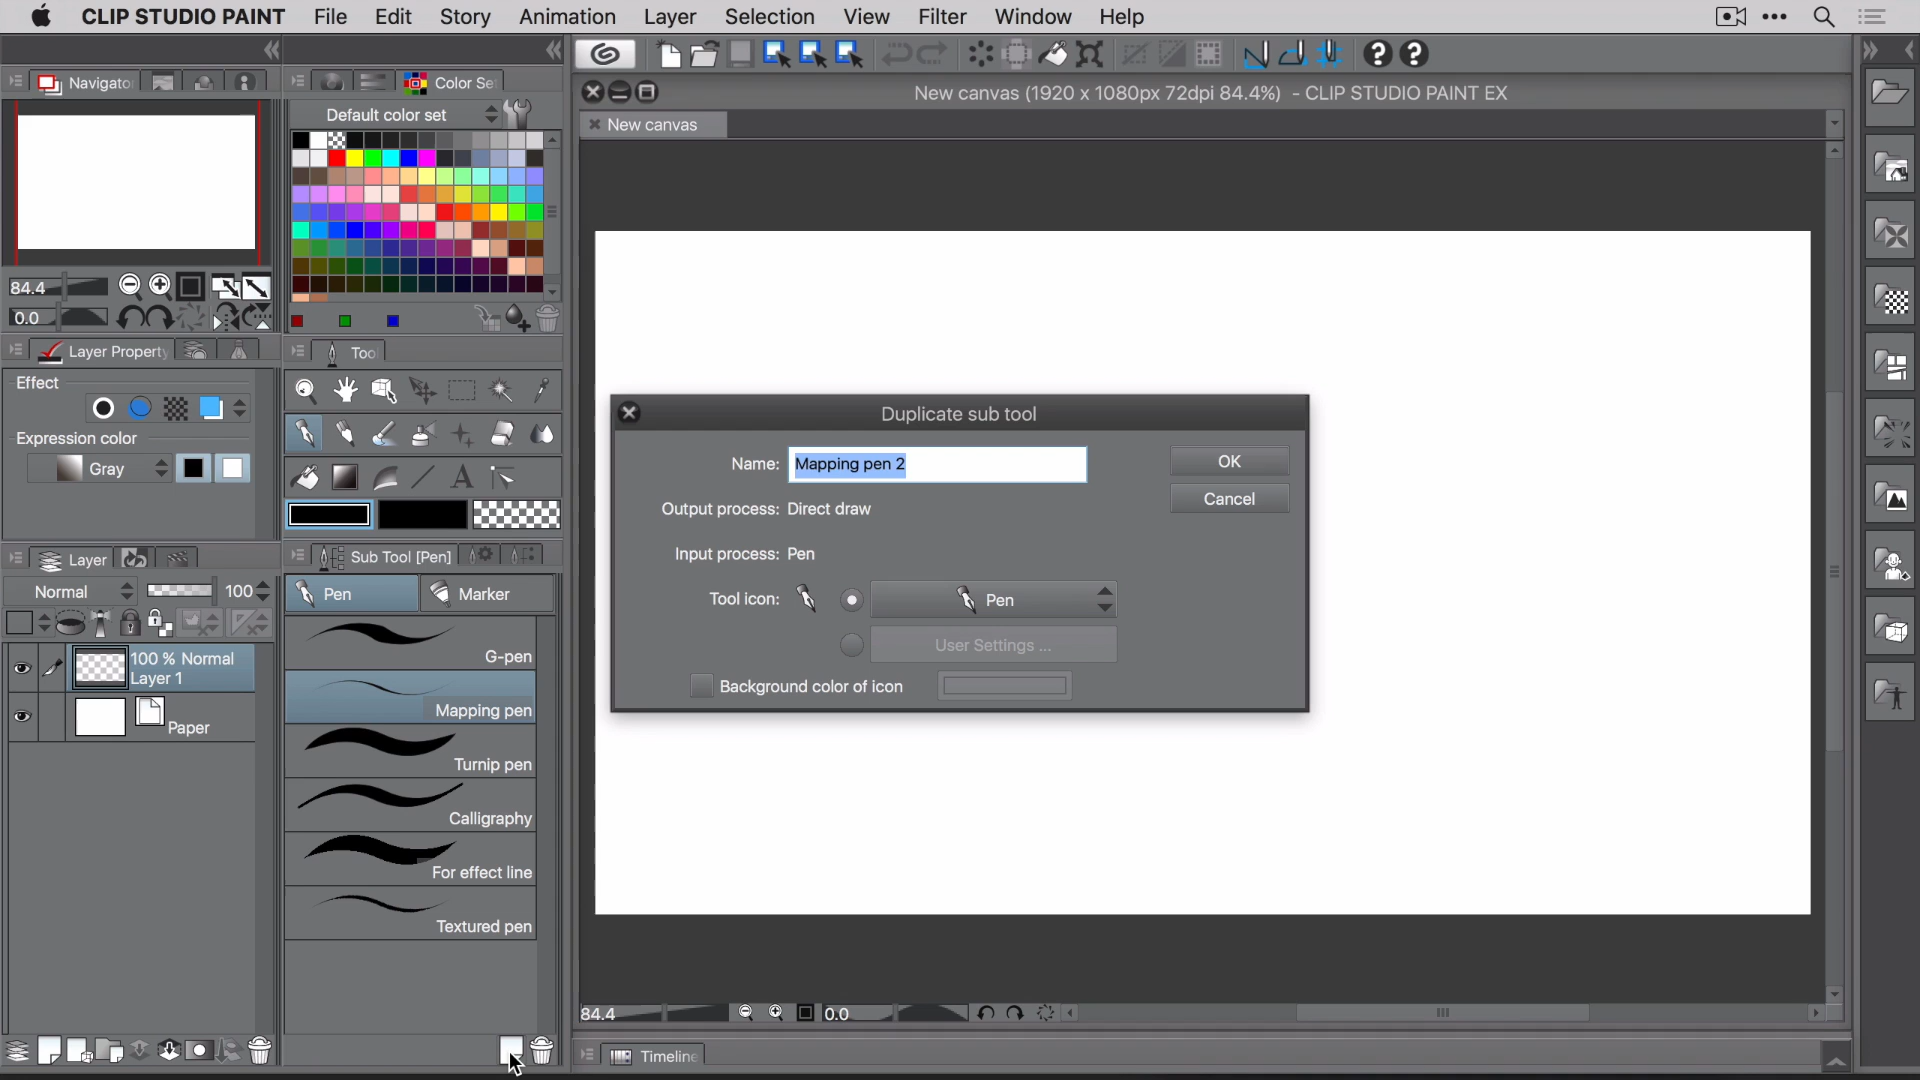 CLIP STUDIO PAINT File Edit Story Animation Layer Selection View Filter Window Help
Navigator
Color Se
New canvas (1920 x 1080px 72dpi 84.4%) - CLIP STUDIO PAINT EX
Default color set
New canvas
84.4
0.0
Layer Property
Too
Effect
Expression color
Gray
Duplicate sub tool
Name: Mapping pen 2
OK
Cancel
Output process: Direct draw
Input process: Pen
Tool icon: Pen
User Settings ...
Background color of icon
Layer
Sub Tool [Pen]
Normal 100
Pen Marker
100 % Normal
Layer 1
Paper
G-pen
Mapping pen
Turnip pen
Calligraphy
For effect line
Textured pen
84.4 0.0
Timeline